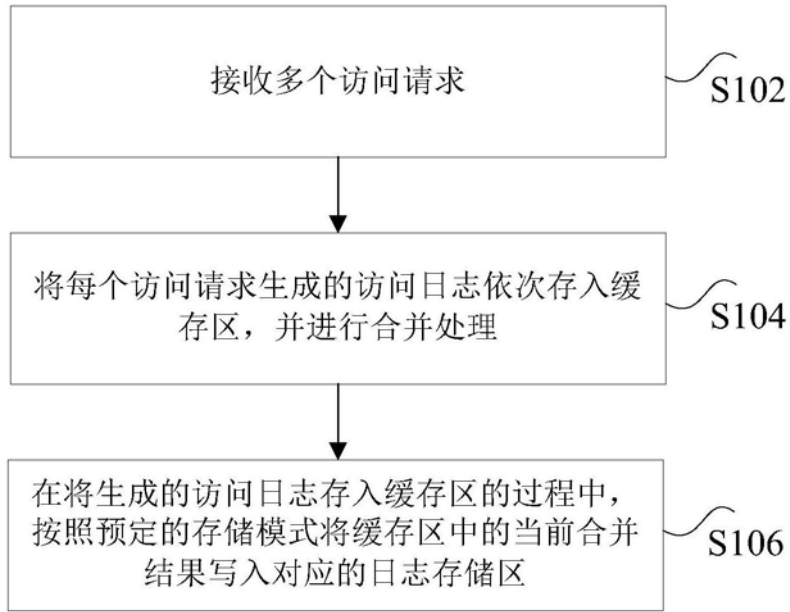 接收多个访问请求
S102
将每个访问请求生成的访问日志依次存入缓
存区，并进行合并处理
S104
在将生成的访问日志存入缓存区的过程中，
按照预定的存储模式将缓存区中的当前合并
结果写入对应的日志存储区
S106